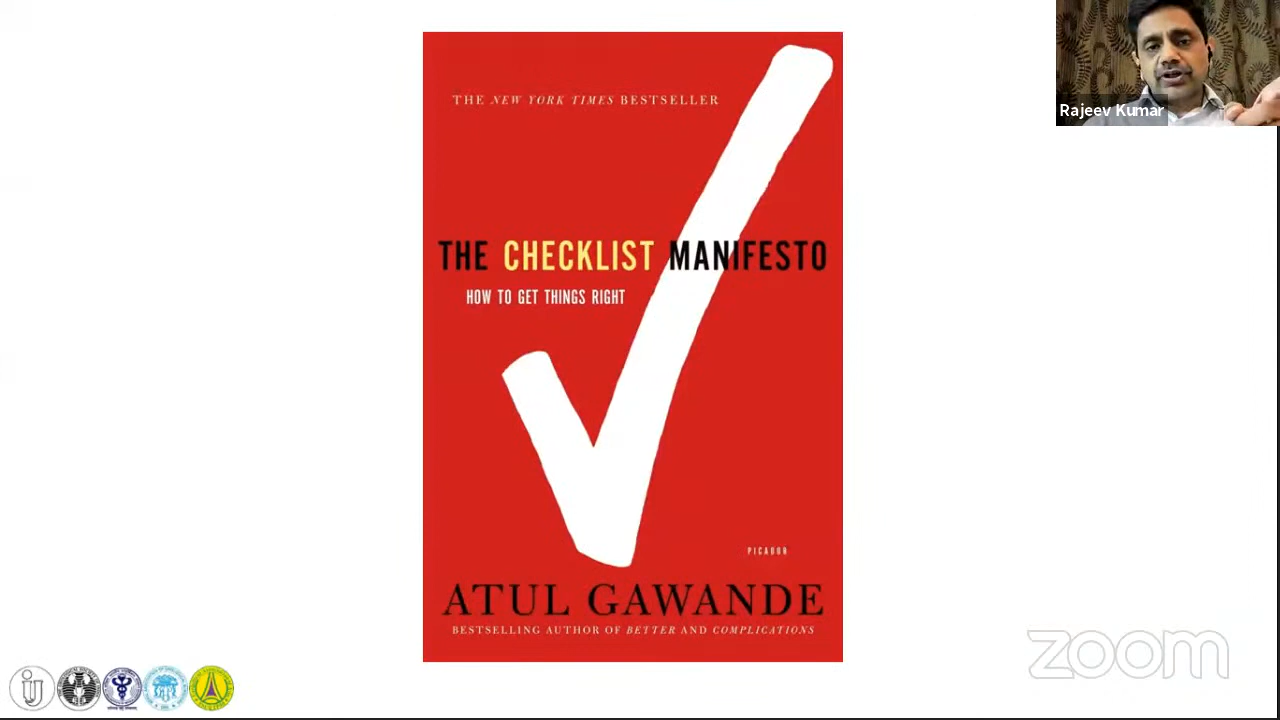 THE NEW YORK TIMES BESTSELLER
THE CHECKLIST MANIFESTO
HOW TO GET THINGS RIGHT
PICADOR
ATUL GAWANDE
BESTSELLING AUTHOR OF BETTER AND COMPLICATIONS
Rajeev Kumar
zoom